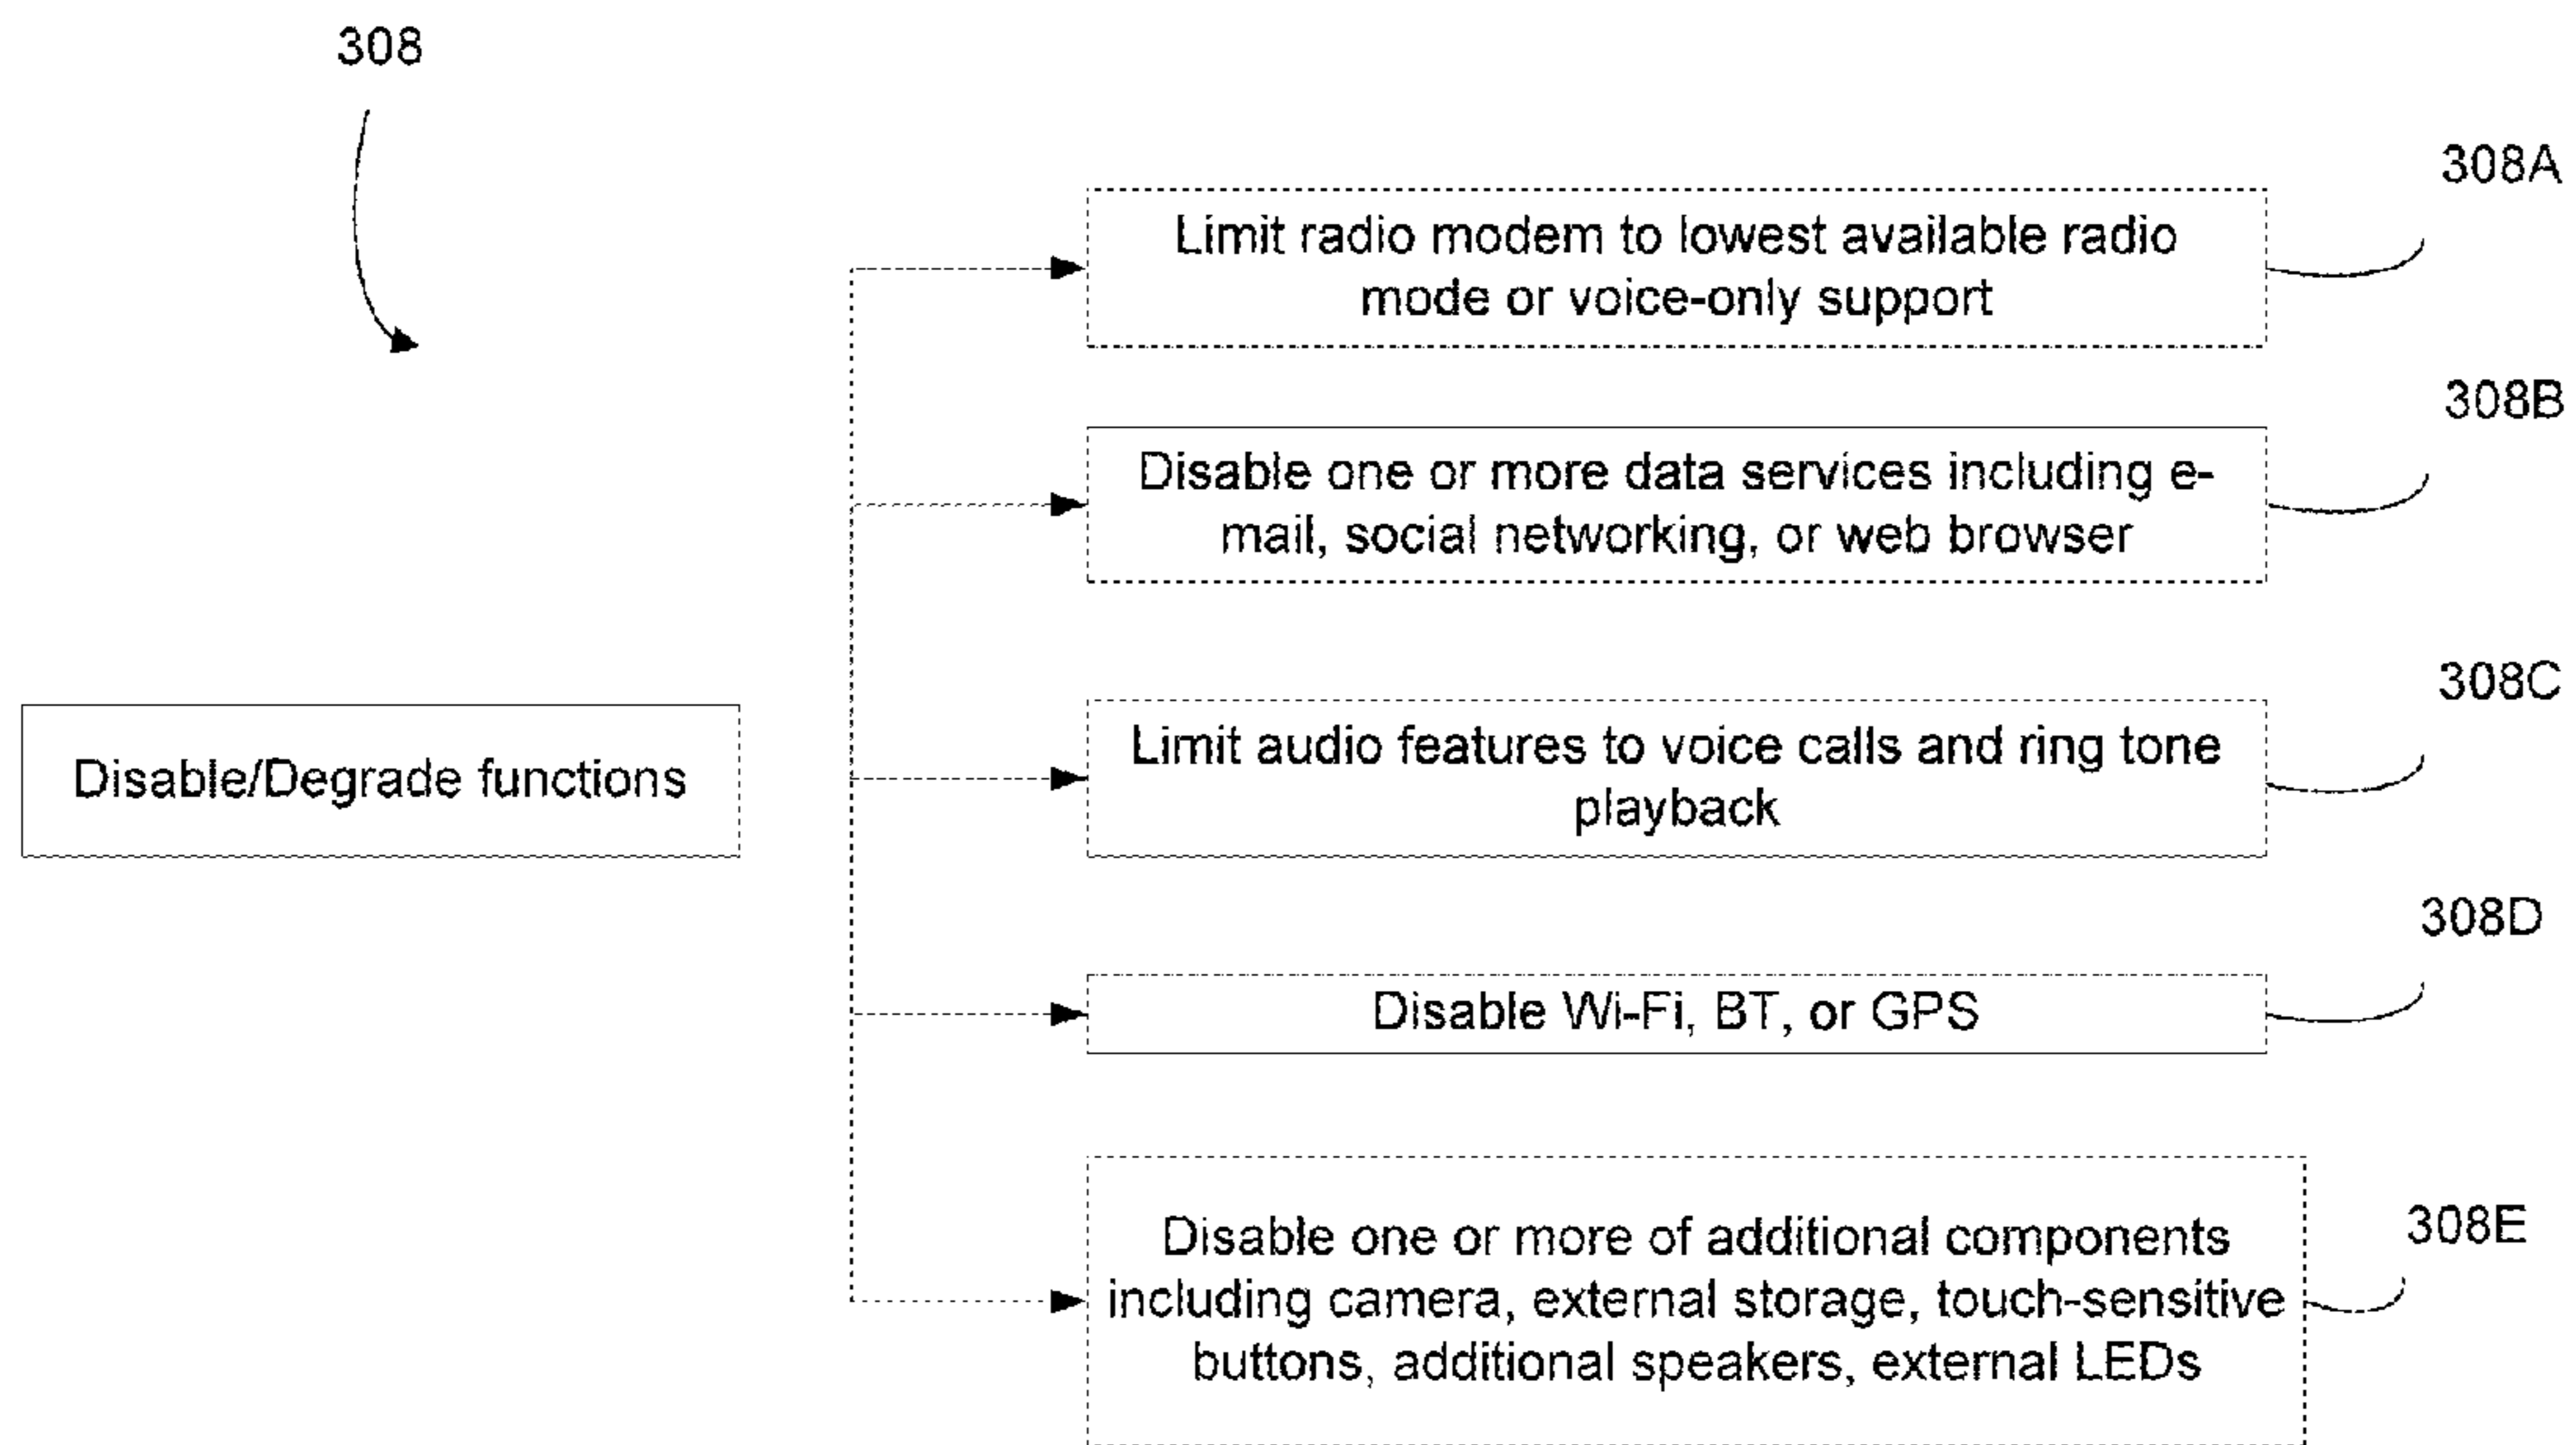 308
308A
Limit radio modem to lowest available radio
mode or voice-only support
308B
Disable one or more data services including e-
mail, social networking, or web browser
308C
Disable/Degrade functions
Limit audio features to voice calls and ring tone
playback
308D
Disable Wi-Fi, BT, or GPS
308E
Disable one or more of additional components
including camera, external storage, touch-sensitive
buttons, additional speakers, external LEDs